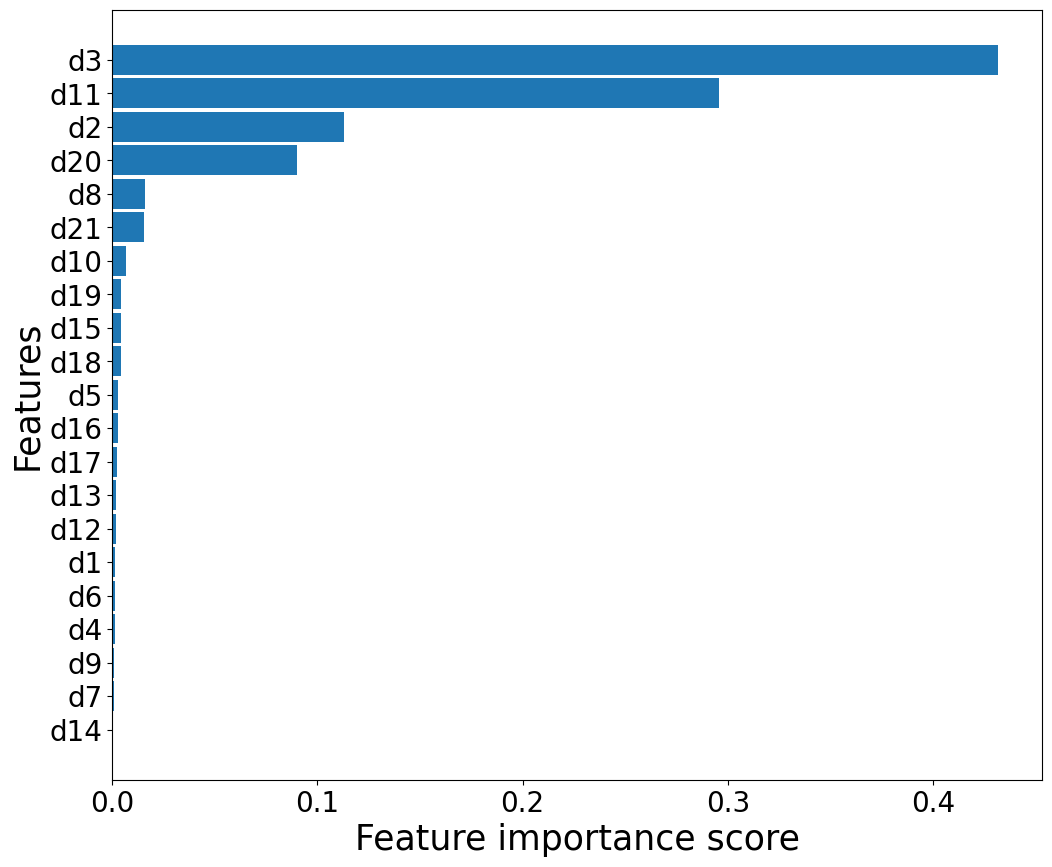 d3
d11
d2
d20
d8
d21
d10
d19
d15
d18
d5
d16
d17
d13
d12
d1
d6
d4
d9
d7
d14
Features
0.0 0.1 0.2 0.3 0.4
Feature importance score